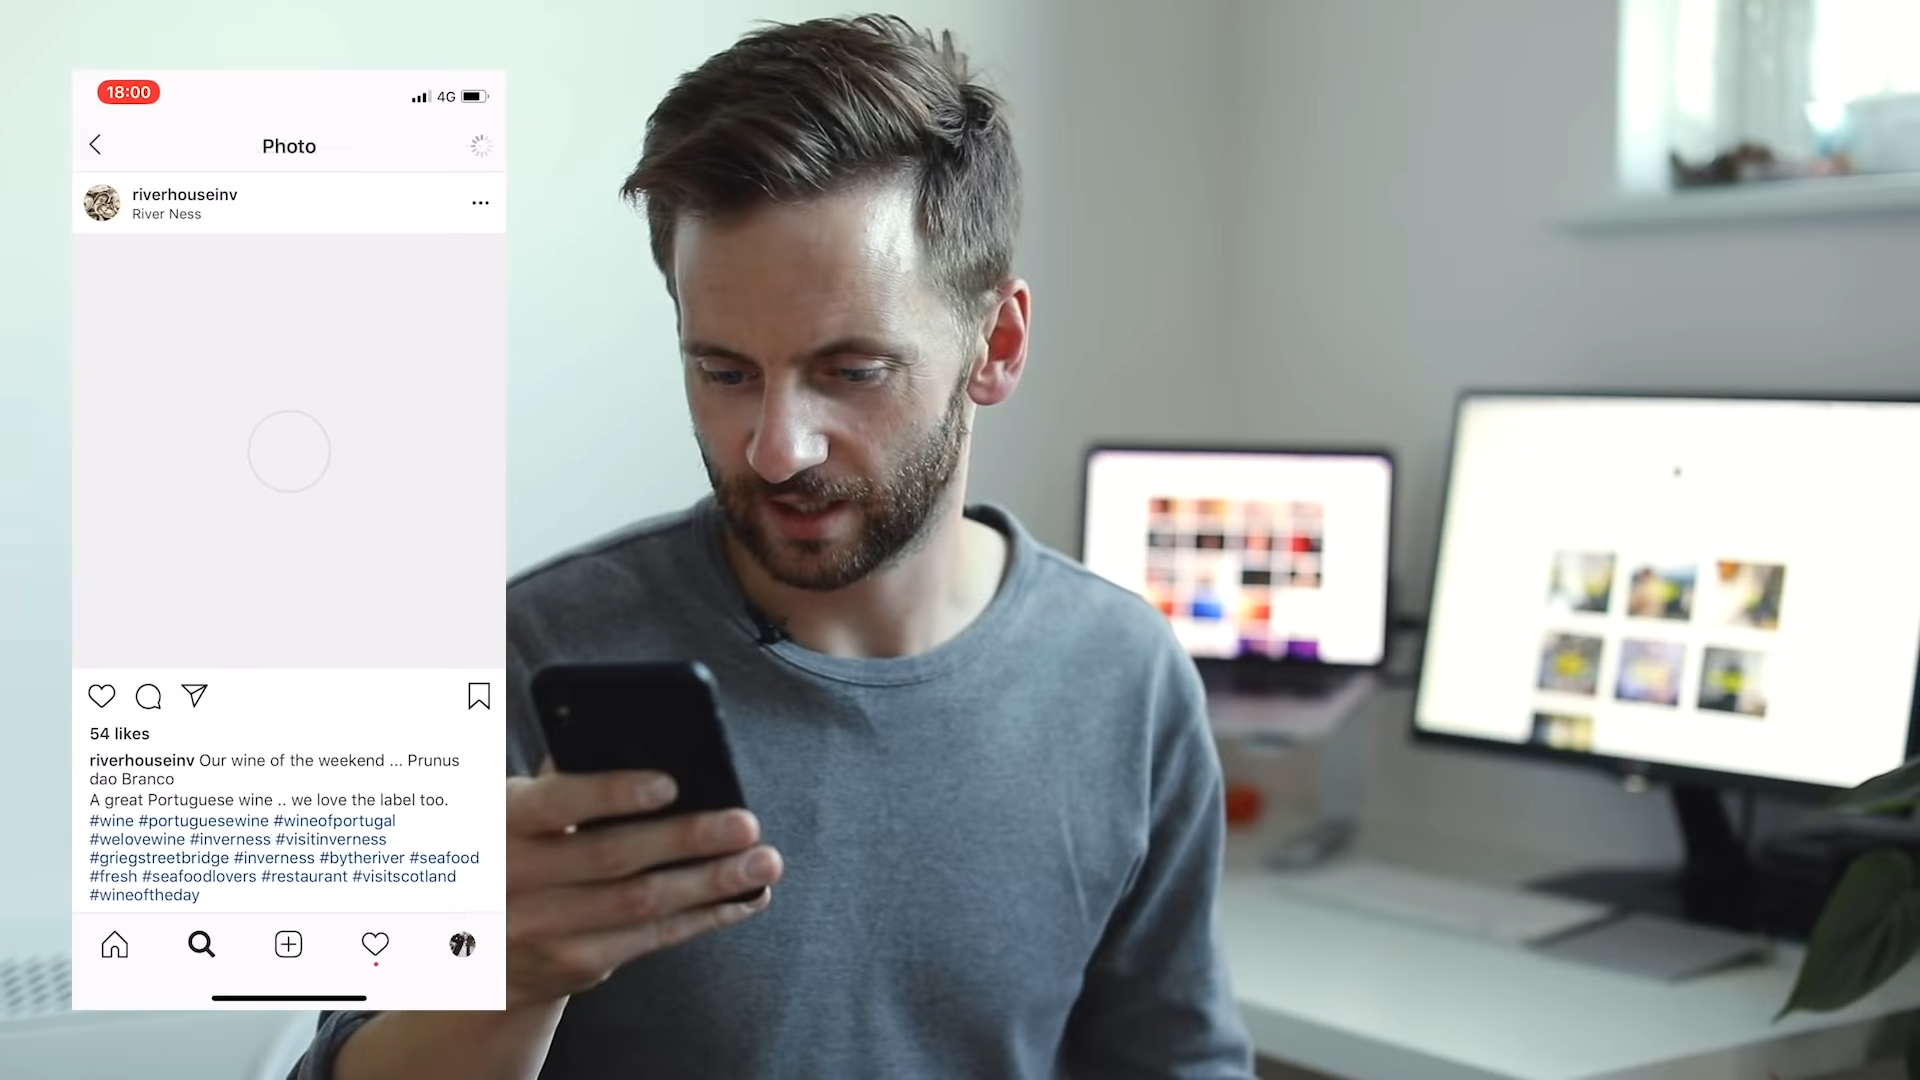 18:00
4G
Photo
riverhouseinv
River Ness
54 likes
riverhouseinv Our wine of the weekend ... Prunus
dao Branco
A great Portuguese wine .. we love the label too.
#wine #portuguesewine #wineofportugal
#welovewine #inverness #visitinverness
#griegstreetbridge #inverness #bytheriver #seafood
#fresh #seafoodlovers #restaurant #visitscotland
#wineoftheday